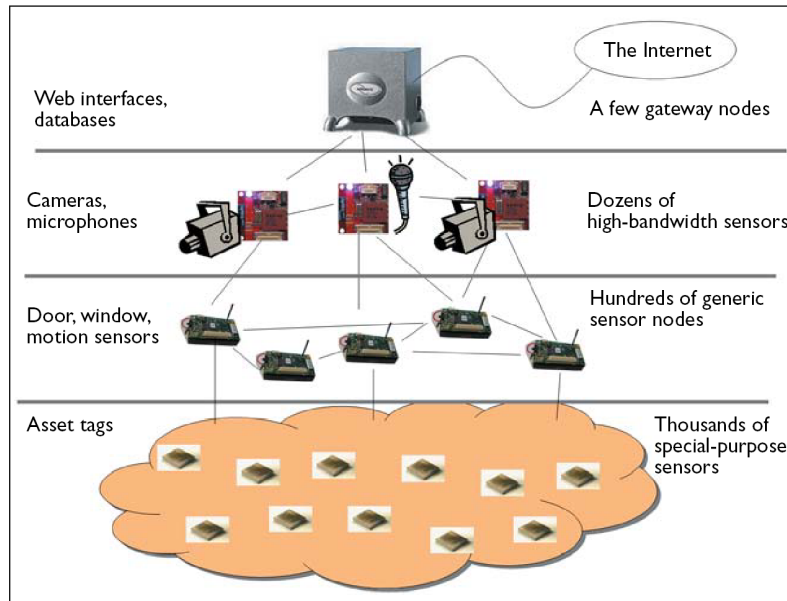 The Internet
Web interfaces,
databases
A few gateway nodes
Cameras,
microphones
Dozens of
high-bandwidth sensors
Door, window,
motion sensors
Hundreds of generic
sensor nodes
Asset tags
Thousands of
special-purpose
sensors